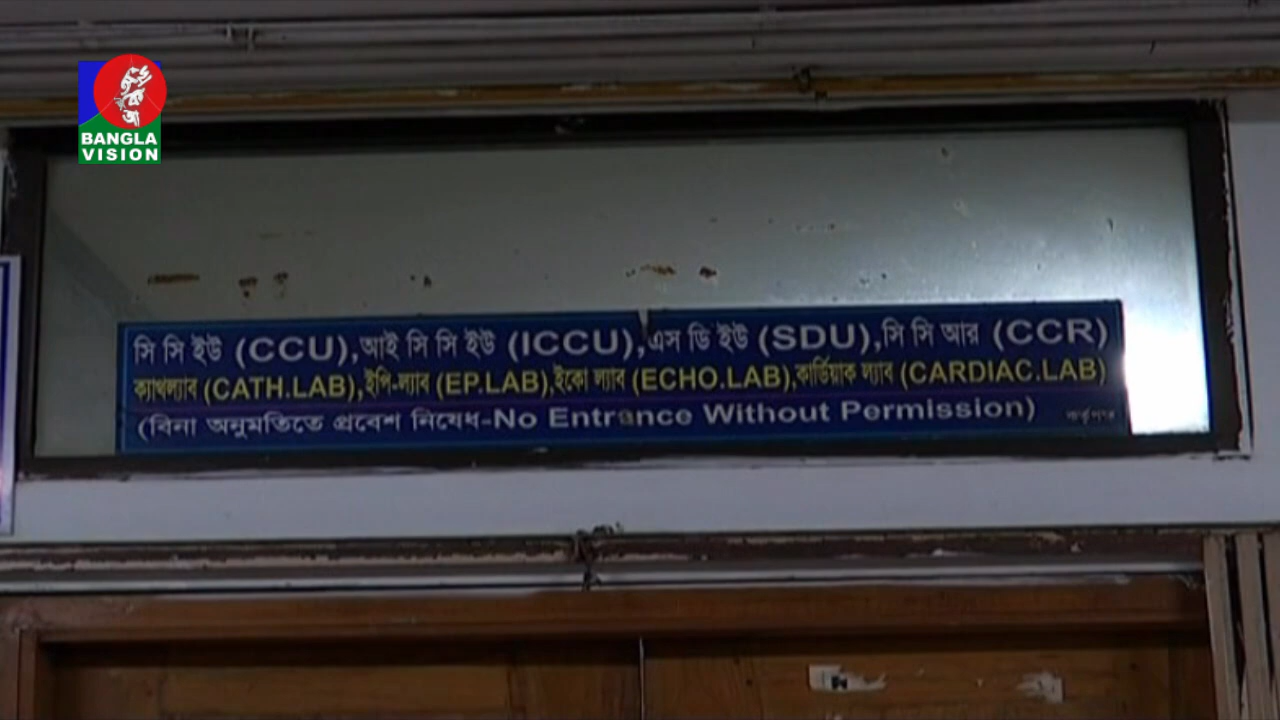 BANGLA
VISION
সি সি ইউ (CCU),আই সি সি ইউ (ICCU),এস ডি ইউ (SDU),সি সি আর (CCR)
ক্যাথল্যাব (CATH.LAB),ইপি-ল্যাব (EP.LAB),ইকো ল্যাব (ECHO.LAB),কার্ডিয়াক ল্যাব (CARDIAC.LAB)
(বিনা অনুমতিতে প্রবেশ নিষেধ-No Entrance Without Permission)